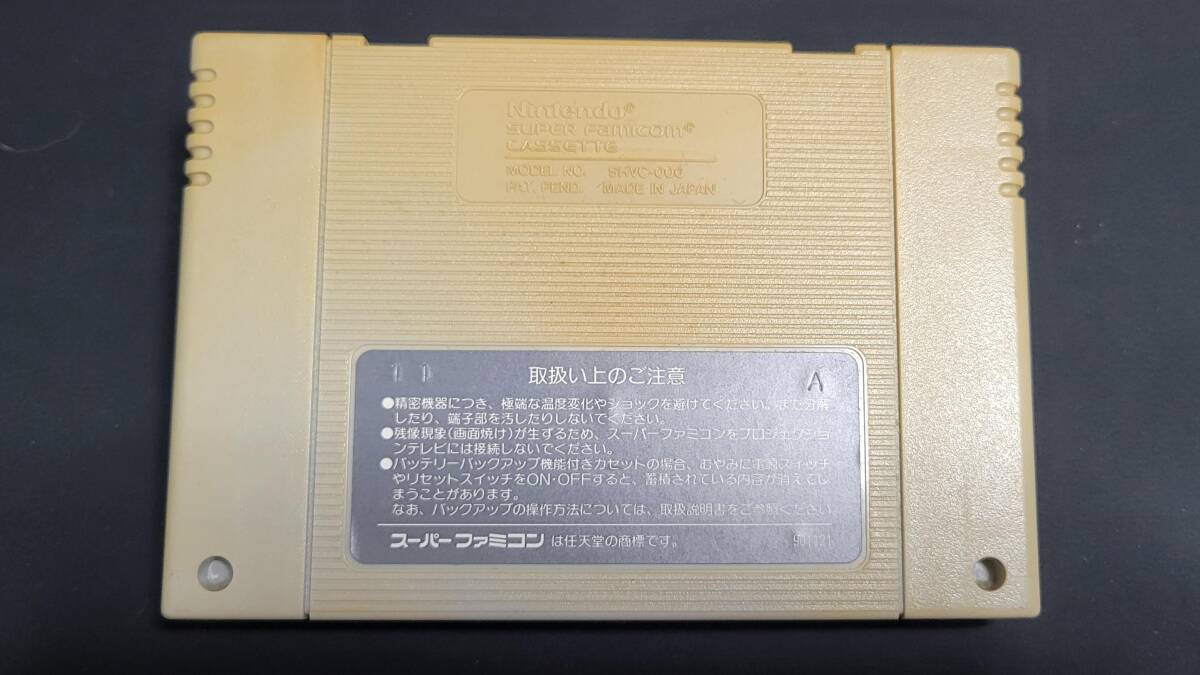 Nintendo®
SUPER Famicom®
CASSETTE
MODEL NO. SHVC-006
PAT. PEND. MADE IN JAPAN
11 取扱い上のご注意 A
●精密機器につき、極端な温度変化やショックを避けてください。また分解
したり、端子部を汚したりしないでください。
●残像現象(画面焼け)が生ずるため、スーパーファミコンをプロジェクショ
ンテレビには接続しないでください。
●バッテリーバックアップ機能付きカセットの場合、むやみに電源スイッチ
やリセットスイッチをON・OFFすると、蓄積されている内容が消えてし
まうことがあります。
なお、バックアップの操作方法については、取扱説明書をご参照ください。
スーパーファミコン は任天堂の商標です。 901121